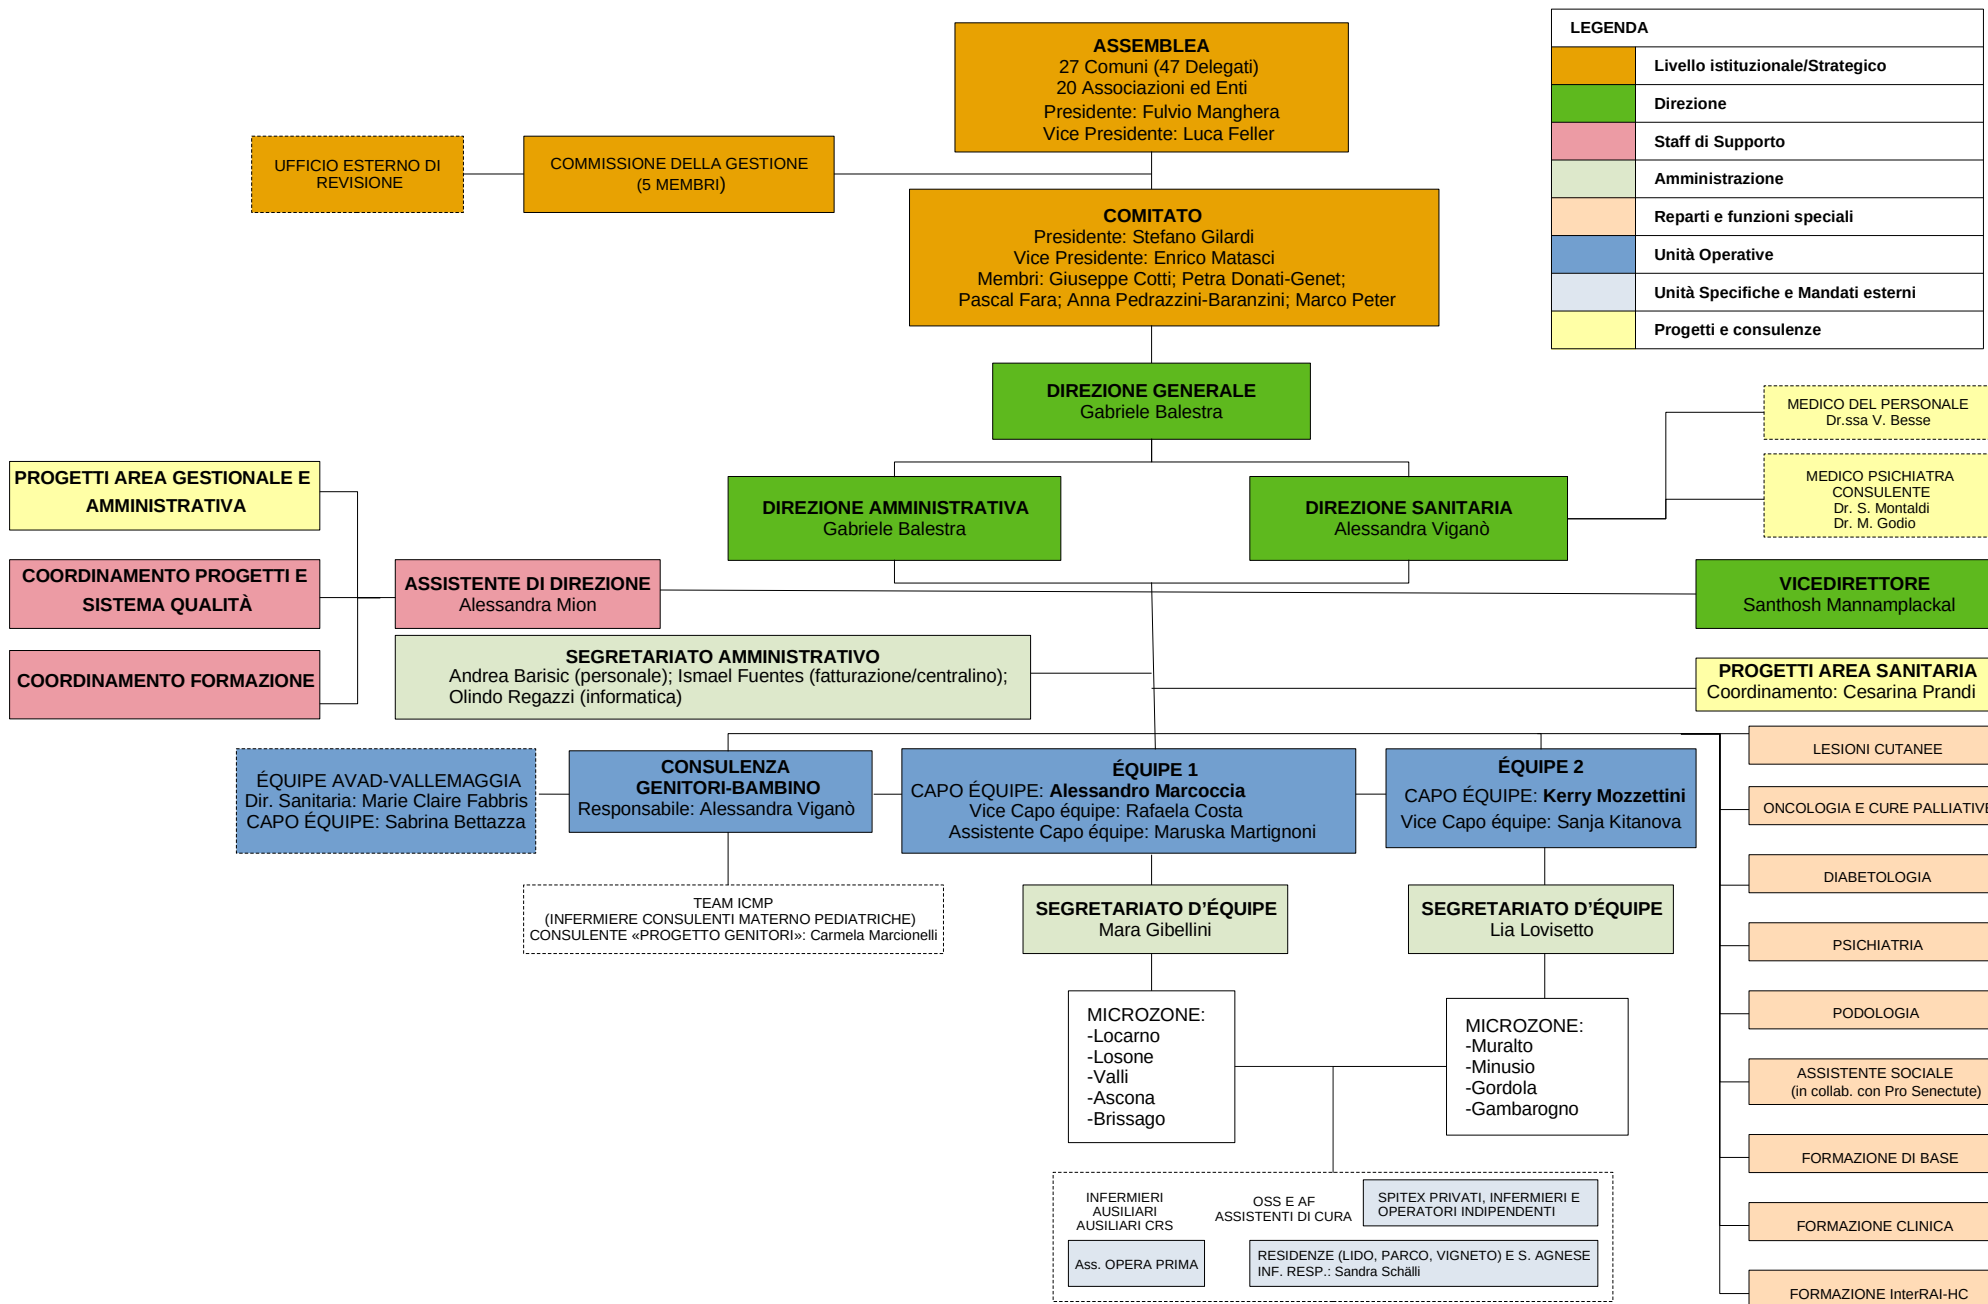 ASSEMBLEA
27 Comuni (47 Delegati)
20 Associazioni ed Enti
Presidente: Fulvio Manghera
Vice Presidente: Luca Feller
LEGENDA
Livello istituzionale/Strategico
Direzione
Staff di Supporto
Amministrazione
Reparti e funzioni speciali
Unità Operative
Unità Specifiche e Mandati esterni
Progetti e consulenze
UFFICIO ESTERNO DI
REVISIONE
COMMISSIONE DELLA GESTIONE
(5 MEMBRI)
COMITATO
Presidente: Stefano Gilardi
Vice Presidente: Enrico Matasci
Membri: Giuseppe Cotti; Petra Donati-Genet;
Pascal Fara; Anna Pedrazzini-Baranzini; Marco Peter
DIREZIONE GENERALE
Gabriele Balestra
MEDICO DEL PERSONALE
Dr.ssa V. Besse
MEDICO PSICHIATRA
CONSULENTE
Dr. S. Montaldi
Dr. M. Godio
PROGETTI AREA GESTIONALE E
AMMINISTRATIVA
DIREZIONE AMMINISTRATIVA
Gabriele Balestra
DIREZIONE SANITARIA
Alessandra Viganò
COORDINAMENTO PROGETTI E
SISTEMA QUALITÀ
ASSISTENTE DI DIREZIONE
Alessandra Mion
VICEDIRETTORE
Santhosh Mannamplackal
COORDINAMENTO FORMAZIONE
SEGRETARIATO AMMINISTRATIVO
Andrea Barisic (personale); Ismael Fuentes (fatturazione/centralino);
Olindo Regazzi (informatica)
PROGETTI AREA SANITARIA
Coordinamento: Cesarina Prandi
ÉQUIPE AVAD-VALLEMAGGIA
Dir. Sanitaria: Marie Claire Fabbris
CAPO ÉQUIPE: Sabrina Bettazza
CONSULENZA
GENITORI-BAMBINO
Responsabile: Alessandra Viganò
ÉQUIPE 1
CAPO ÉQUIPE: Alessandro Marcoccia
Vice Capo équipe: Rafaela Costa
Assistente Capo équipe: Maruska Martignoni
ÉQUIPE 2
CAPO ÉQUIPE: Kerry Mozzettini
Vice Capo équipe: Sanja Kitanova
TEAM ICMP
(INFERMIERE CONSULENTI MATERNO PEDIATRICHE)
CONSULENTE «PROGETTO GENITORI»: Carmela Marcionelli
SEGRETARIATO D’ÉQUIPE
Mara Gibellini
SEGRETARIATO D’ÉQUIPE
Lia Lovisetto
MICROZONE:
-Locarno
-Losone
-Valli
-Ascona
-Brissago
MICROZONE:
-Muralto
-Minusio
-Gordola
-Gambarogno
INFERMIERI
AUSILIARI
AUSILIARI CRS
OSS E AF
ASSISTENTI DI CURA
SPITEX PRIVATI, INFERMIERI E
OPERATORI INDIPENDENTI
Ass. OPERA PRIMA
RESIDENZE (LIDO, PARCO, VIGNETO) E S. AGNESE
INF. RESP.: Sandra Schälli
LESIONI CUTANEE
ONCOLOGIA E CURE PALLIATIVE
DIABETOLOGIA
PSICHIATRIA
PODOLOGIA
ASSISTENTE SOCIALE
(in collab. con Pro Senectute)
FORMAZIONE DI BASE
FORMAZIONE CLINICA
FORMAZIONE InterRAI-HC